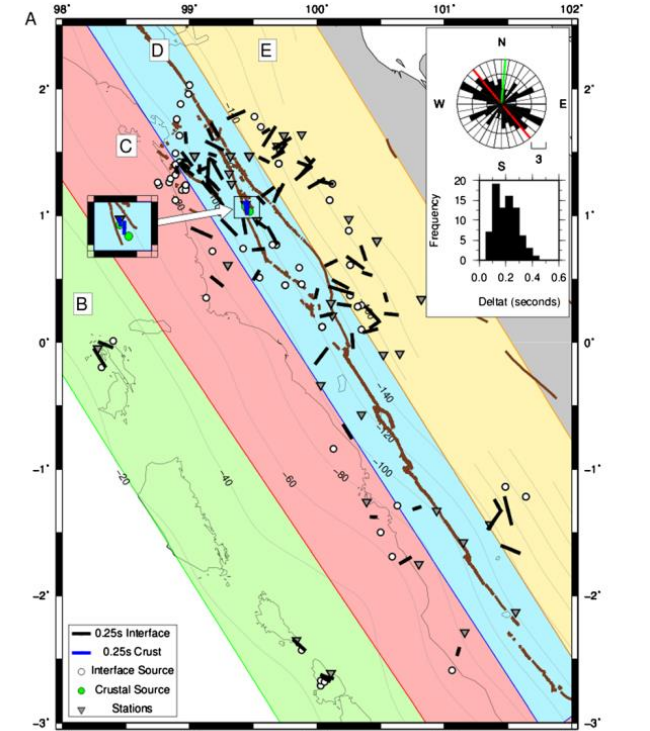 A
98° 99° 100° 101° 102°
D E
N
2°
W E
C
3
S
20
15
10
5
0
Frequency
0.0 0.2 0.4 0.6
Deltat (seconds)
1°
B
0°
−140
−120
−100
−80
−60
−40
−20
−1°
−2°
0.25s Interface
0.25s Crust
Interface Source
Crustal Source
Stations
−3°